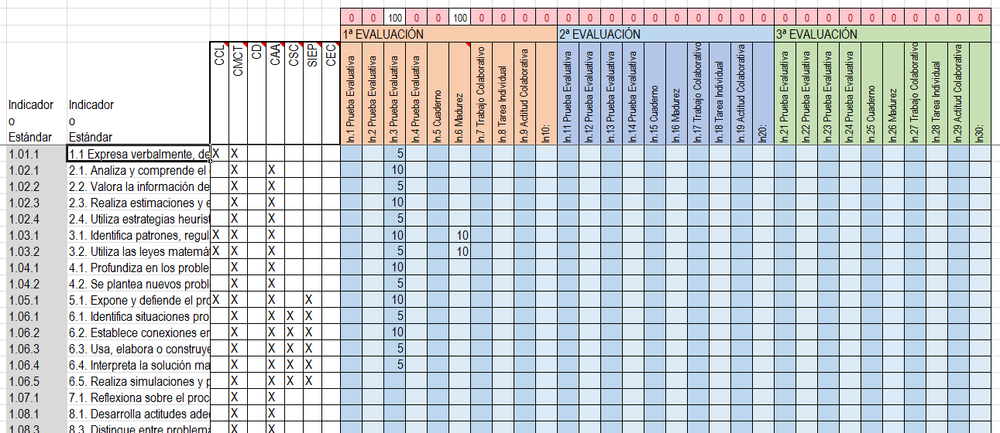 0 0 100 0 0 100 0 0 0 0 0 0 0 0 0 0 0 0 0 0 0 0 0 0 0 0 0 0 0 0
1ª EVALUACIÓN 2ª EVALUACIÓN 3ª EVALUACIÓN
Indicador
o
Estándar
Indicador
o
Estándar
CCL
CMCT
CD
CAA
CSC
SIEP
CEC
In.1 Prueba Evaluativa
In.2 Prueba Evaluativa
In.3 Prueba Evaluativa
In.4 Prueba Evaluativa
In.5 Cuaderno
In.6 Madurez
In.7 Trabajo Colaborativo
In.8 Tarea Individual
In.9 Actitud Colaborativa
In10:
In.11 Prueba Evaluativa
In.12 Prueba Evaluativa
In.13 Prueba Evaluativa
In.14 Prueba Evaluativa
In.15 Cuaderno
In.16 Madurez
In.17 Trabajo Colaborativo
In.18 Tarea Individual
In.19 Actitud Colaborativa
In20:
In.21 Prueba Evaluativa
In.22 Prueba Evaluativa
In.23 Prueba Evaluativa
In.24 Prueba Evaluativa
In.25 Cuaderno
In.26 Madurez
In.27 Trabajo Colaborativo
In.28 Tarea Individual
In.29 Actitud Colaborativa
In30:
1.01.1 1.1 Expresa verbalmente, de X X 5
1.02.1 2.1. Analiza y comprende el X X 10
1.02.2 2.2. Valora la información de X X 5
1.02.3 2.3. Realiza estimaciones y e X X 10
1.02.4 2.4. Utiliza estrategias heuríst X X 5
1.03.1 3.1. Identifica patrones, regul X X X 10 10
1.03.2 3.2. Utiliza las leyes matemá X X X 5 10
1.04.1 4.1. Profundiza en los proble X X 10
1.04.2 4.2. Se plantea nuevos probl X X 5
1.05.1 5.1. Expone y defiende el pro X X X X 10
1.06.1 6.1. Identifica situaciones pro X X X X 5
1.06.2 6.2. Establece conexiones en X X X X 10
1.06.3 6.3. Usa, elabora o construye X X X X 5
1.06.4 6.4. Interpreta la solución ma X X X X 5
1.06.5 6.5. Realiza simulaciones y p X X X X
1.07.1 7.1. Reflexiona sobre el proc X X
1.08.1 8.1. Desarrolla actitudes ade X X
1.08.3 8.3. Distingue entre problema X X